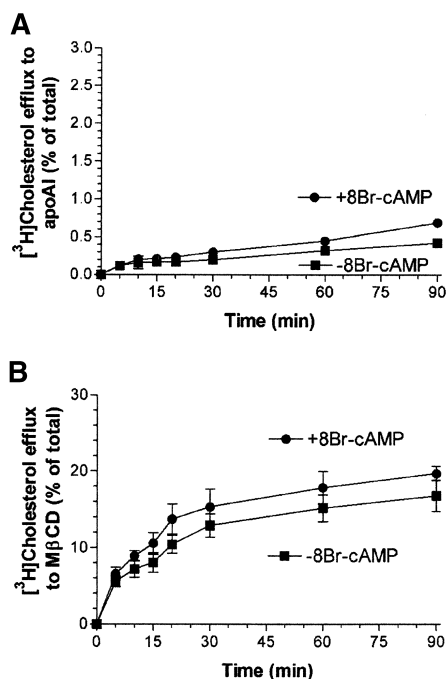 A
[³H]Cholesterol efflux to
apoAI (% of total)
3.0
2.5
2.0
1.5
1.0
0.5
0.0
+8Br-cAMP
-8Br-cAMP
0 15 30 45 60 75 90
Time (min)
B
[³H]Cholesterol efflux
to MβCD (% of total)
30
20
10
0
+8Br-cAMP
-8Br-cAMP
0 15 30 45 60 75 90
Time (min)